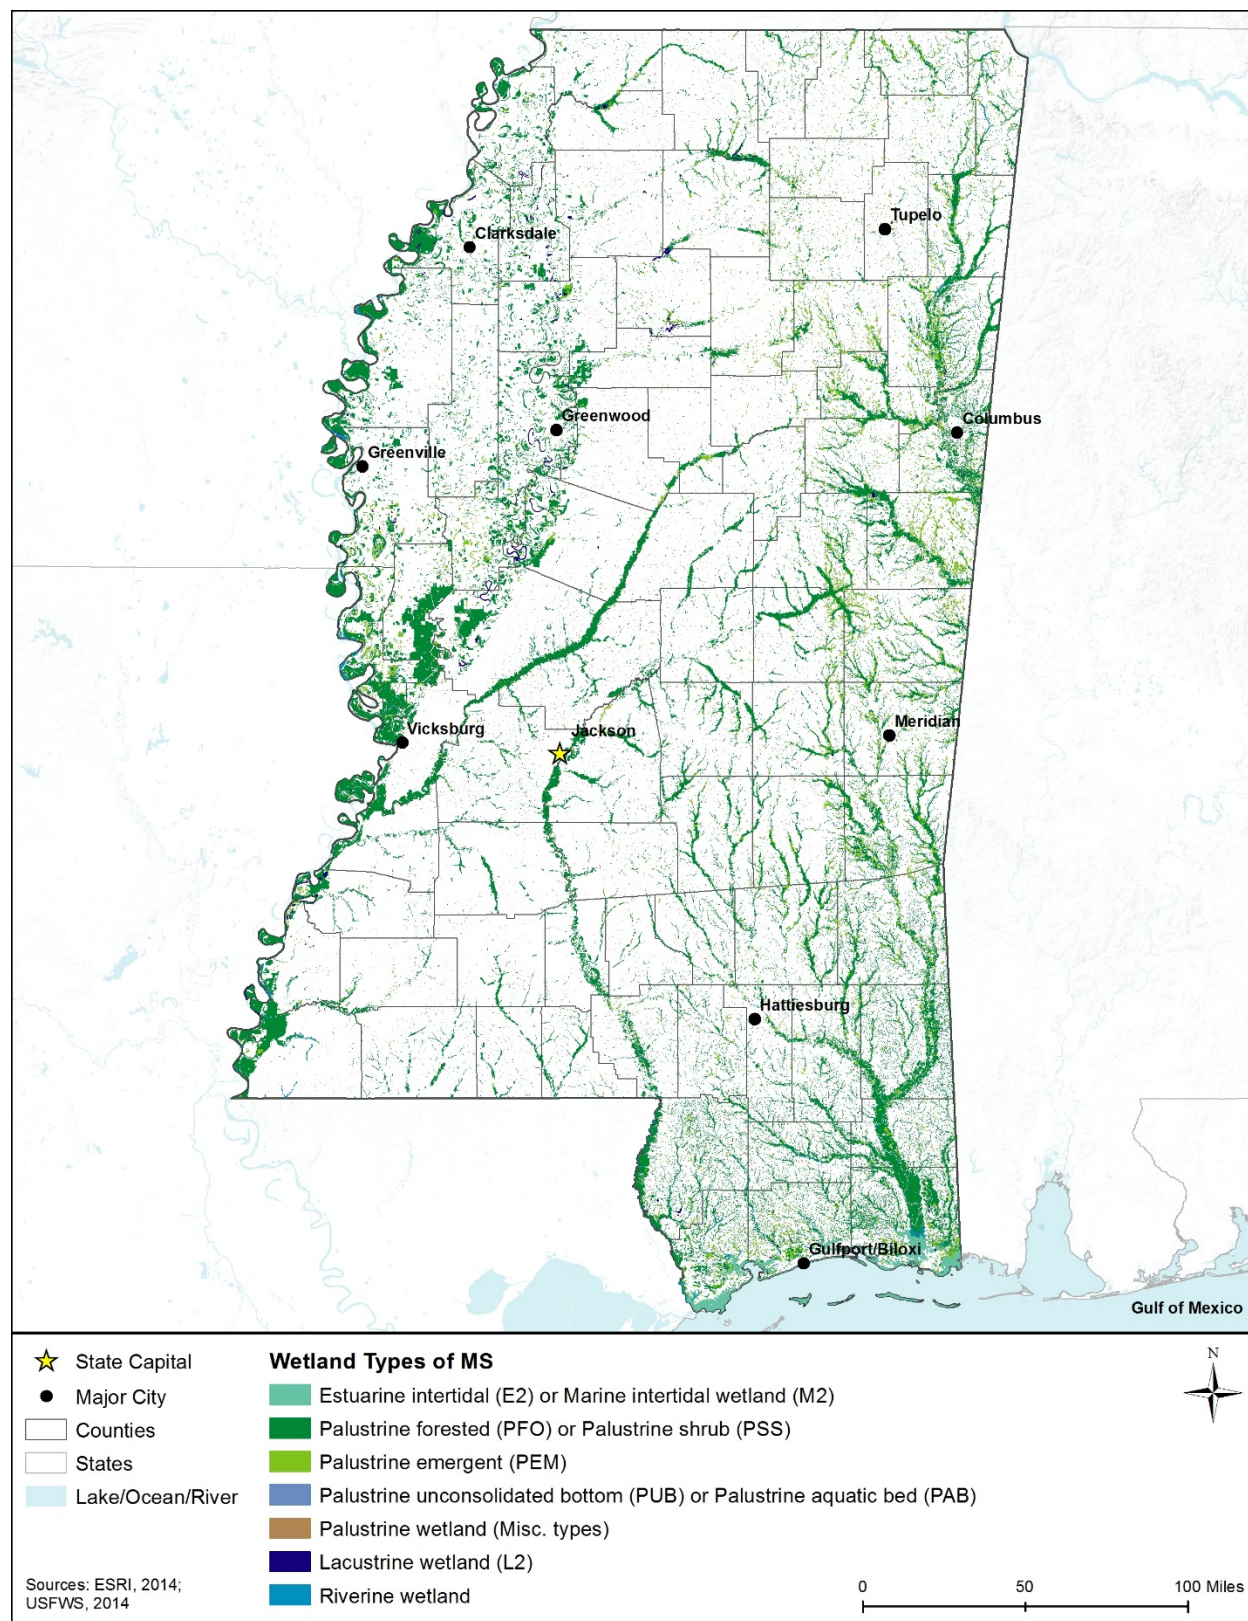 Tupelo
Clarksdale
Greenwood
Columbus
Greenville
Vicksburg
Jackson
Meridian
Hattiesburg
Gulfport/Biloxi
Gulf of Mexico
State Capital
Major City
Counties
States
Lake/Ocean/River
Sources: ESRI, 2014;
USFWS, 2014
Wetland Types of MS
Estuarine intertidal (E2) or Marine intertidal wetland (M2)
Palustrine forested (PFO) or Palustrine shrub (PSS)
Palustrine emergent (PEM)
Palustrine unconsolidated bottom (PUB) or Palustrine aquatic bed (PAB)
Palustrine wetland (Misc. types)
Lacustrine wetland (L2)
Riverine wetland
N
0 50 100 Miles